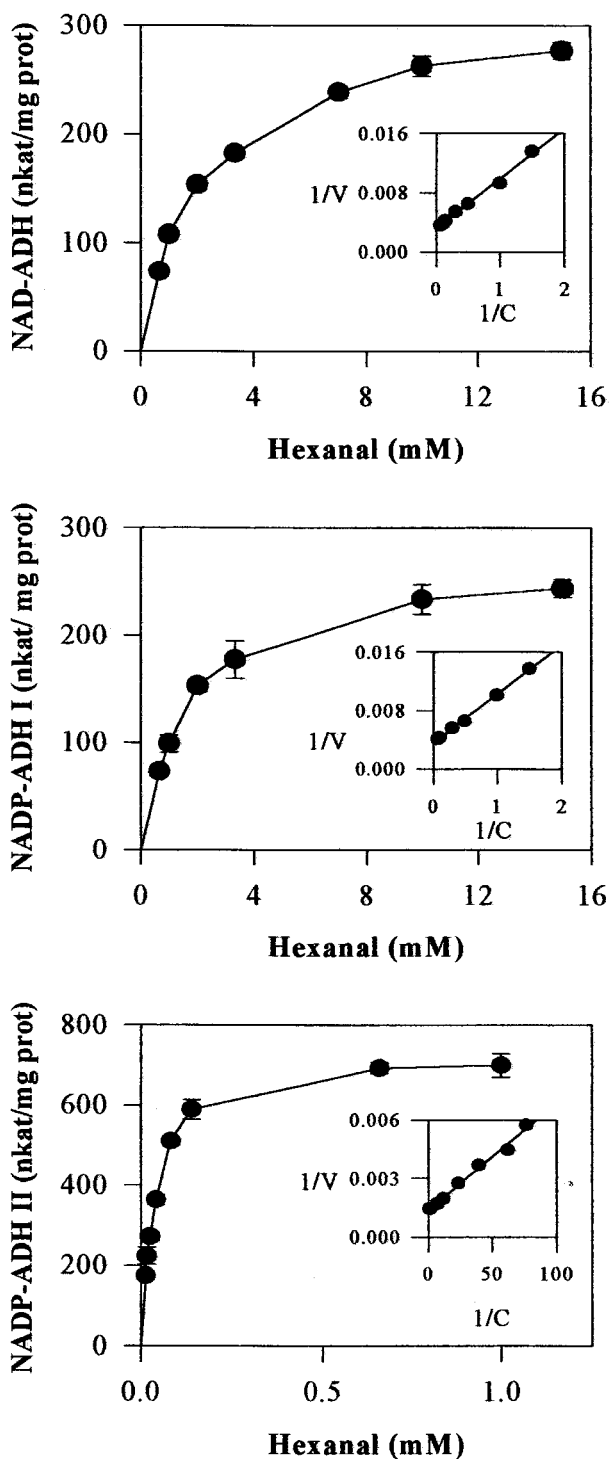 NAD-ADH (nkat/mg prot)
300
200
100
0
0 4 8 12 16
Hexanal (mM)
1/V
0.016
0.008
0.000
0 1 2
1/C
NADP-ADH I (nkat/ mg prot)
300
200
100
0
0 4 8 12 16
Hexanal (mM)
1/V
0.016
0.008
0.000
0 1 2
1/C
NADP-ADH II (nkat/mg prot)
800
600
400
200
0
0.0 0.5 1.0
Hexanal (mM)
1/V
0.006
0.003
0.000
0 50 100
1/C